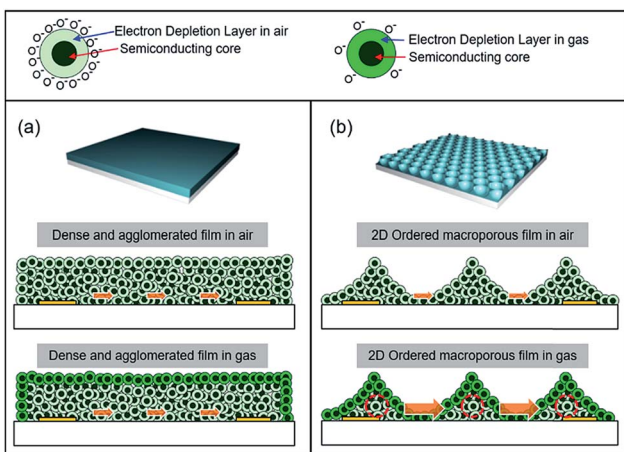 Electron Depletion Layer in air
Semiconducting core
Electron Depletion Layer in gas
Semiconducting core
O⁻ O⁻ O⁻ O⁻ O⁻ O⁻ O⁻ O⁻ O⁻ O⁻ O⁻ O⁻ O⁻ O⁻
O⁻ O⁻ O⁻ O⁻ O⁻
(a)
Dense and agglomerated film in air
Dense and agglomerated film in gas
(b)
2D Ordered macroporous film in air
2D Ordered macroporous film in gas